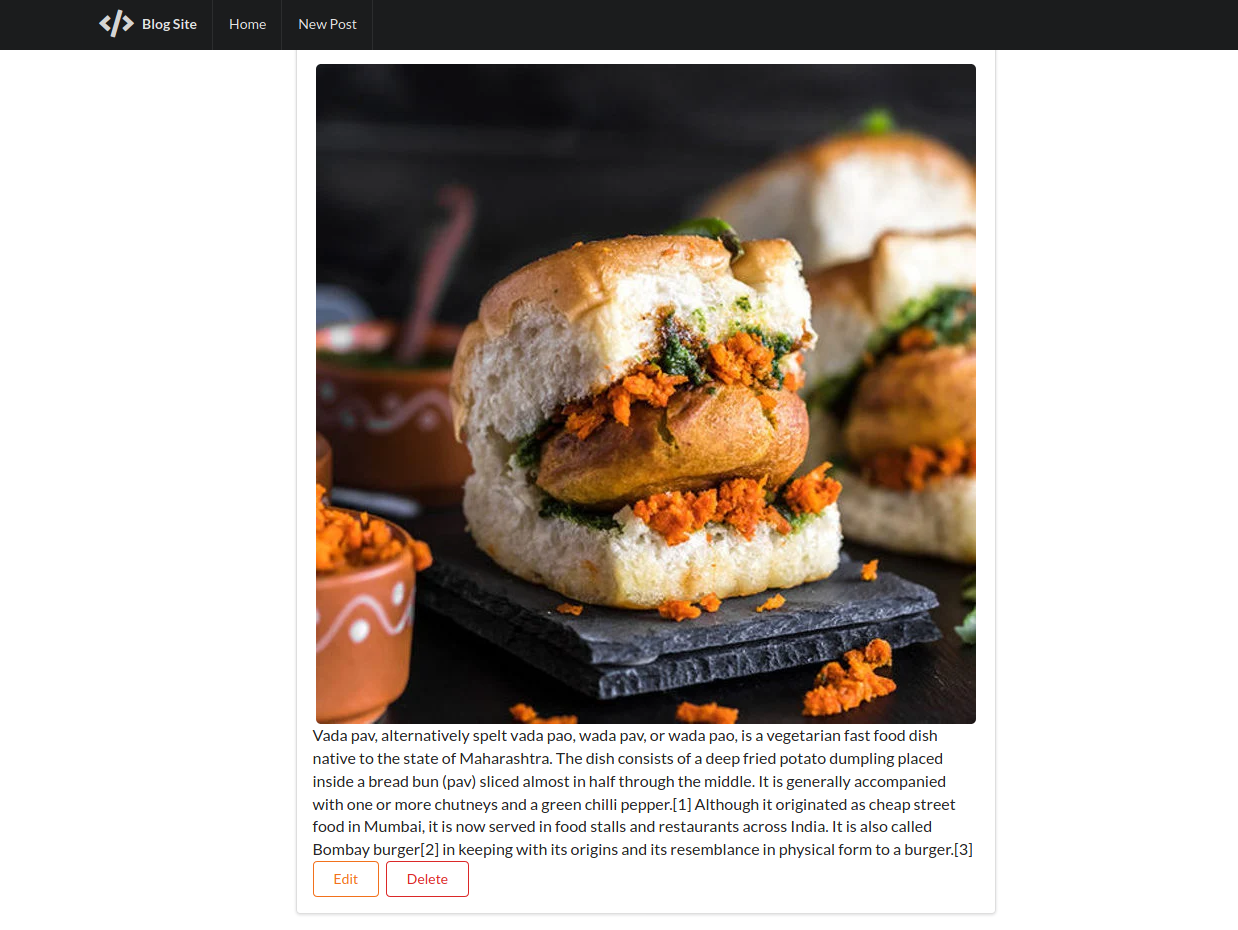 Blog Site Home New Post
Vada pav, alternatively spelt vada pao, wada pav, or wada pao, is a vegetarian fast food dish
native to the state of Maharashtra. The dish consists of a deep fried potato dumpling placed
inside a bread bun (pav) sliced almost in half through the middle. It is generally accompanied
with one or more chutneys and a green chilli pepper.[1] Although it originated as cheap street
food in Mumbai, it is now served in food stalls and restaurants across India. It is also called
Bombay burger[2] in keeping with its origins and its resemblance in physical form to a burger.[3]
Edit Delete